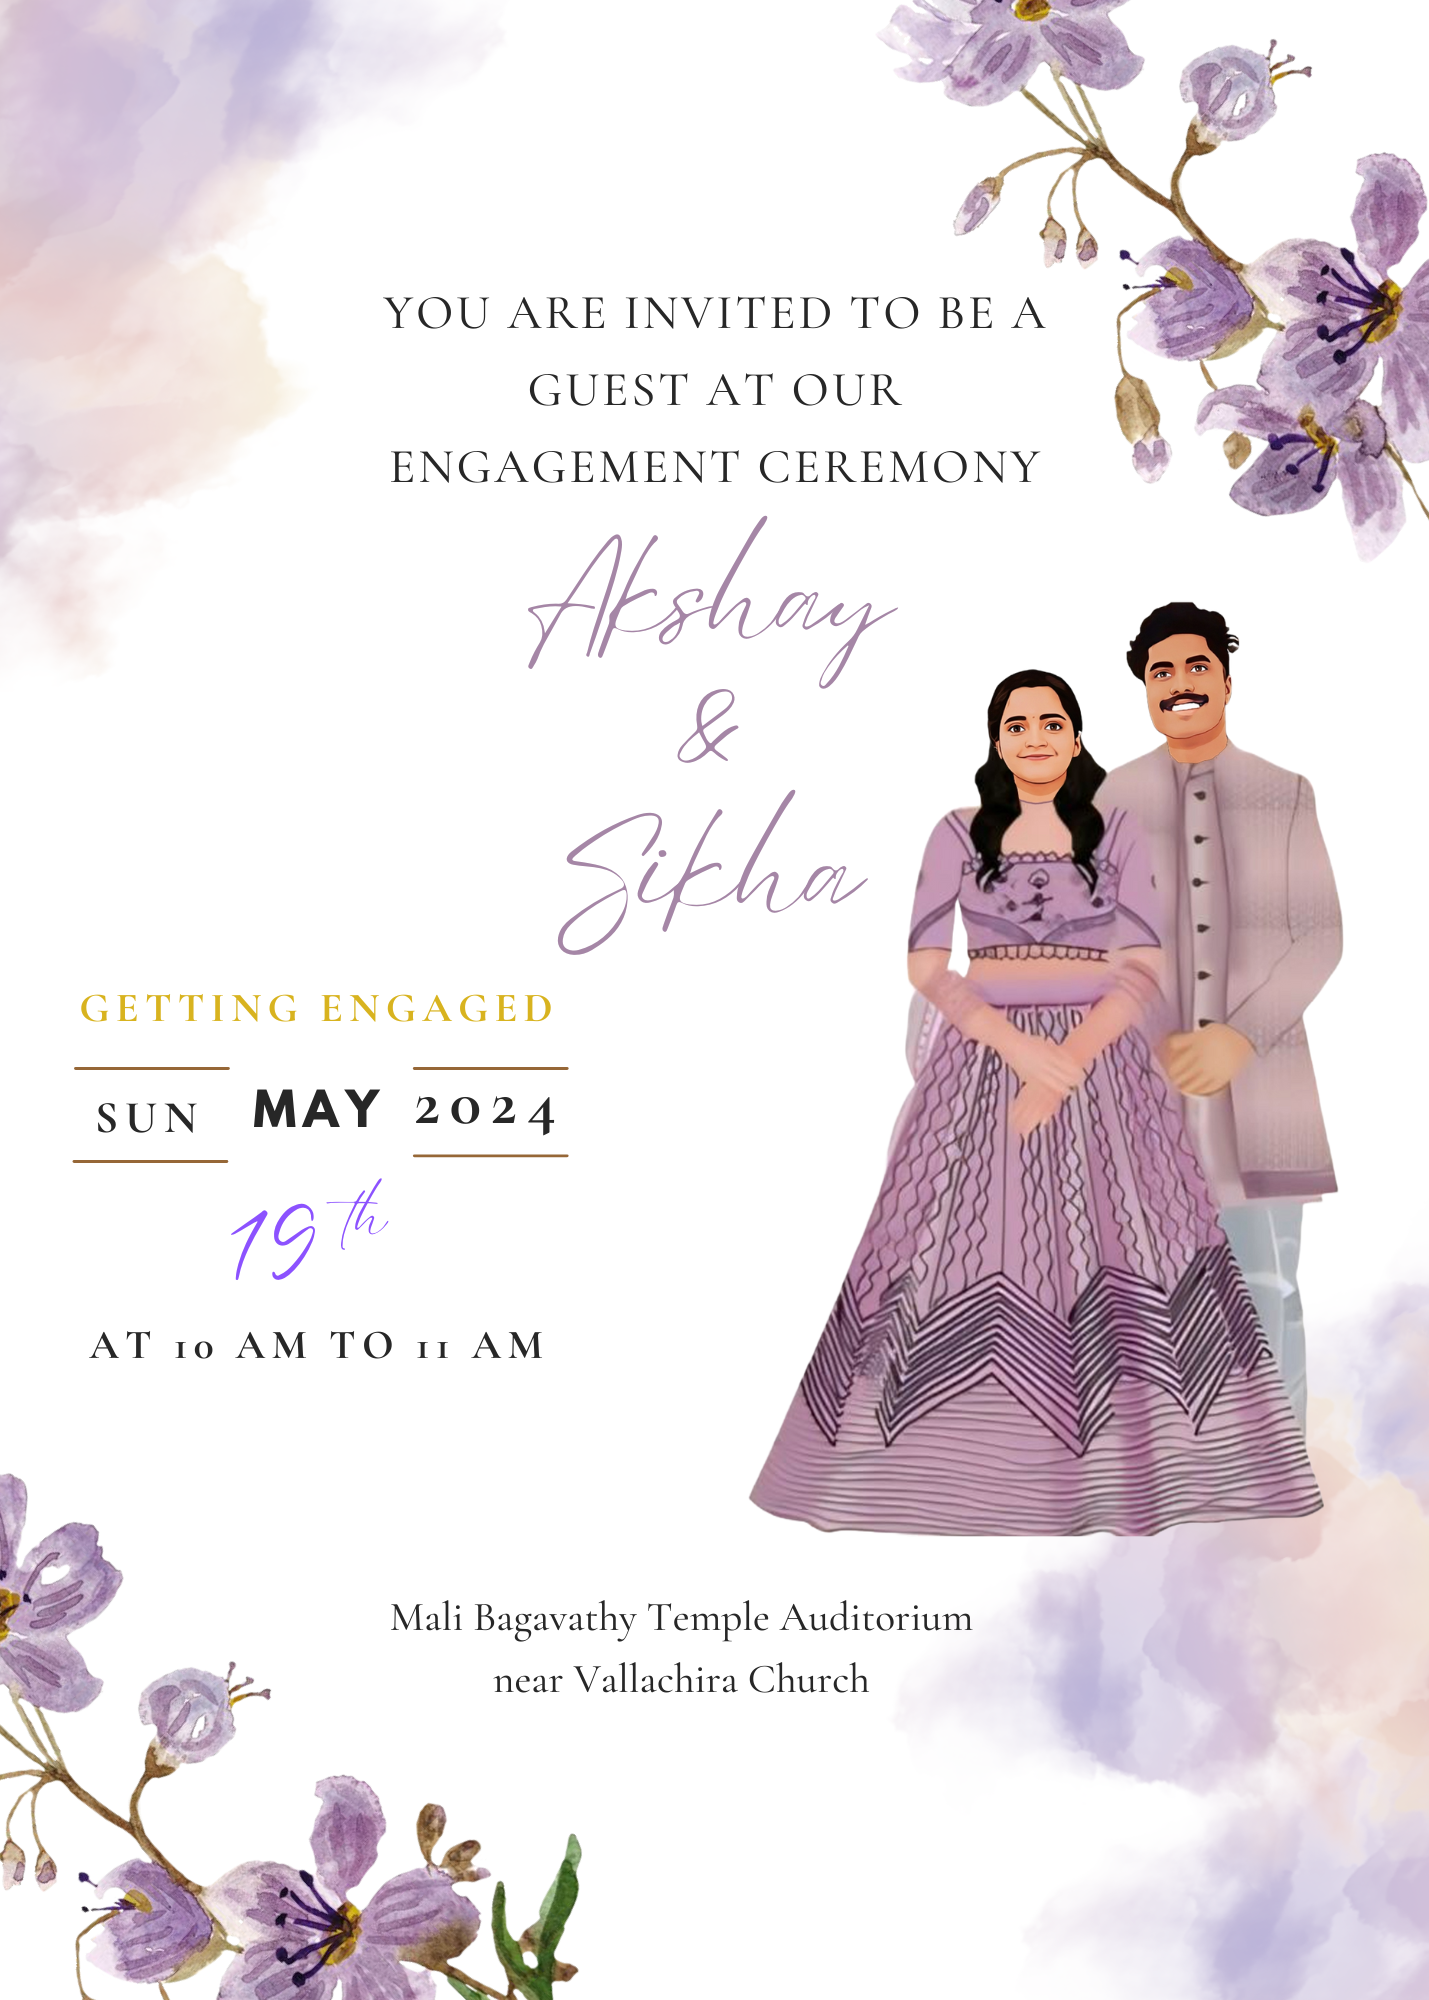 YOU ARE INVITED TO BE A
GUEST AT OUR
ENGAGEMENT CEREMONY
Akshay
&
Sikha
GETTING ENGAGED
SUN MAY 2024
19th
AT 10 AM TO 11 AM
Mali Bagavathy Temple Auditorium
near Vallachira Church